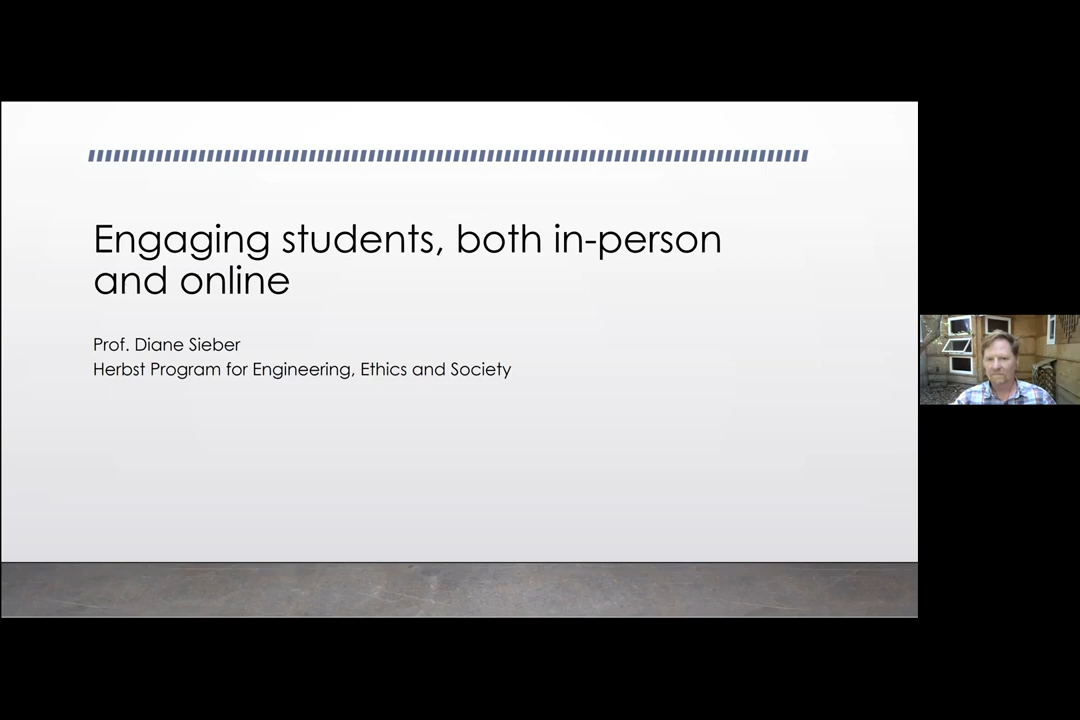 Engaging students, both in-person
and online
Prof. Diane Sieber
Herbst Program for Engineering, Ethics and Society